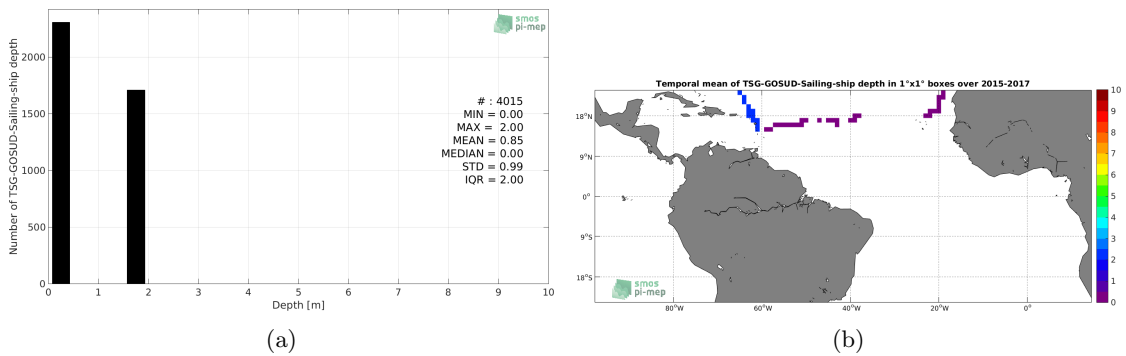 smos
pi-mep
Number of TSG-GOSUD-Sailing-ship depth
2000
1500
1000
500
0
# : 4015
MIN = 0.00
MAX = 2.00
MEAN = 0.85
MEDIAN = 0.00
STD = 0.99
IQR = 2.00
0 1 2 3 4 5 6 7 8 9 10
Depth [m]
(a)
Temporal mean of TSG-GOSUD-Sailing-ship depth in 1°x1° boxes over 2015-2017
18°N
9°N
0°
9°S
18°S
80°W 60°W 40°W 20°W 0°
smos
pi-mep
10
9
8
7
6
5
4
3
2
1
0
(b)